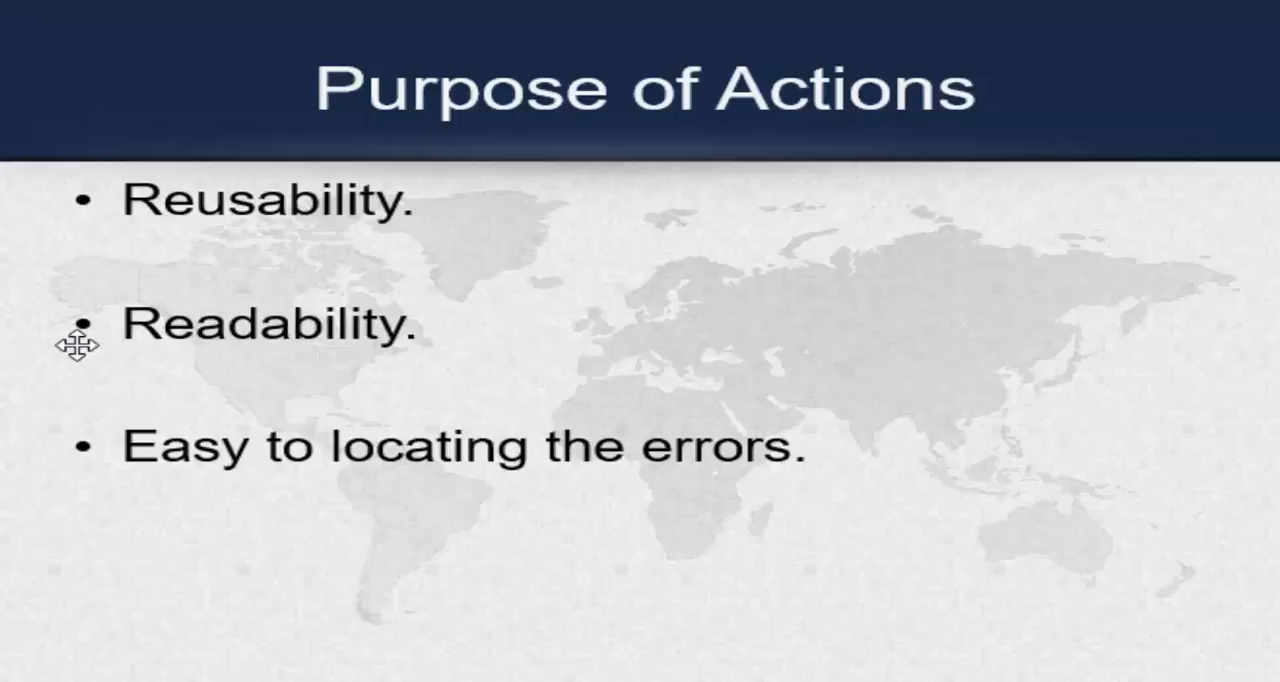 Purpose of Actions
• Reusability.
• Readability.
• Easy to locating the errors.